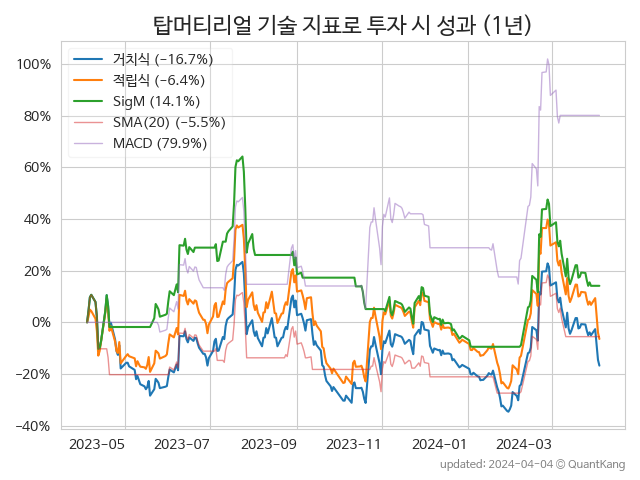 탑머티리얼 기술 지표로 투자 시 성과 (1년)
거치식 (−16.7%)
적립식 (−6.4%)
SigM (14.1%)
SMA(20) (−5.5%)
MACD (79.9%)
100%
80%
60%
40%
20%
0%
−20%
−40%
2023-05
2023-07
2023-09
2023-11
2024-01
2024-03
updated: 2024-04-04 © QuantKang